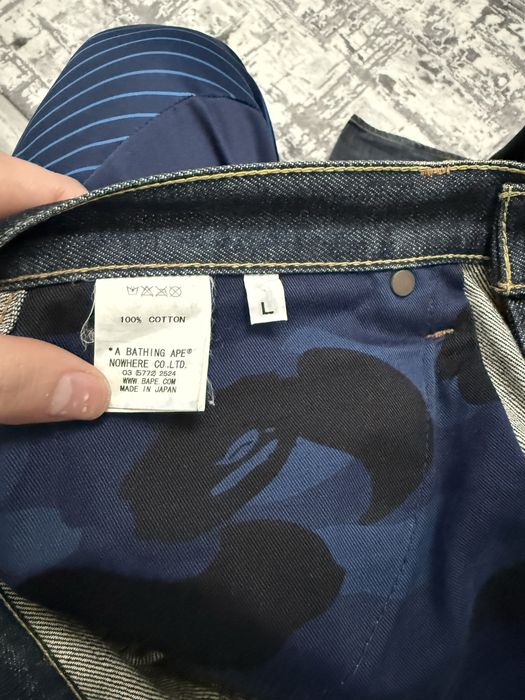 100% COTTON
*A BATHING APE®
NOWHERE CO.,LTD.
03 (5772) 2524
WWW.BAPE.COM
MADE IN JAPAN
L